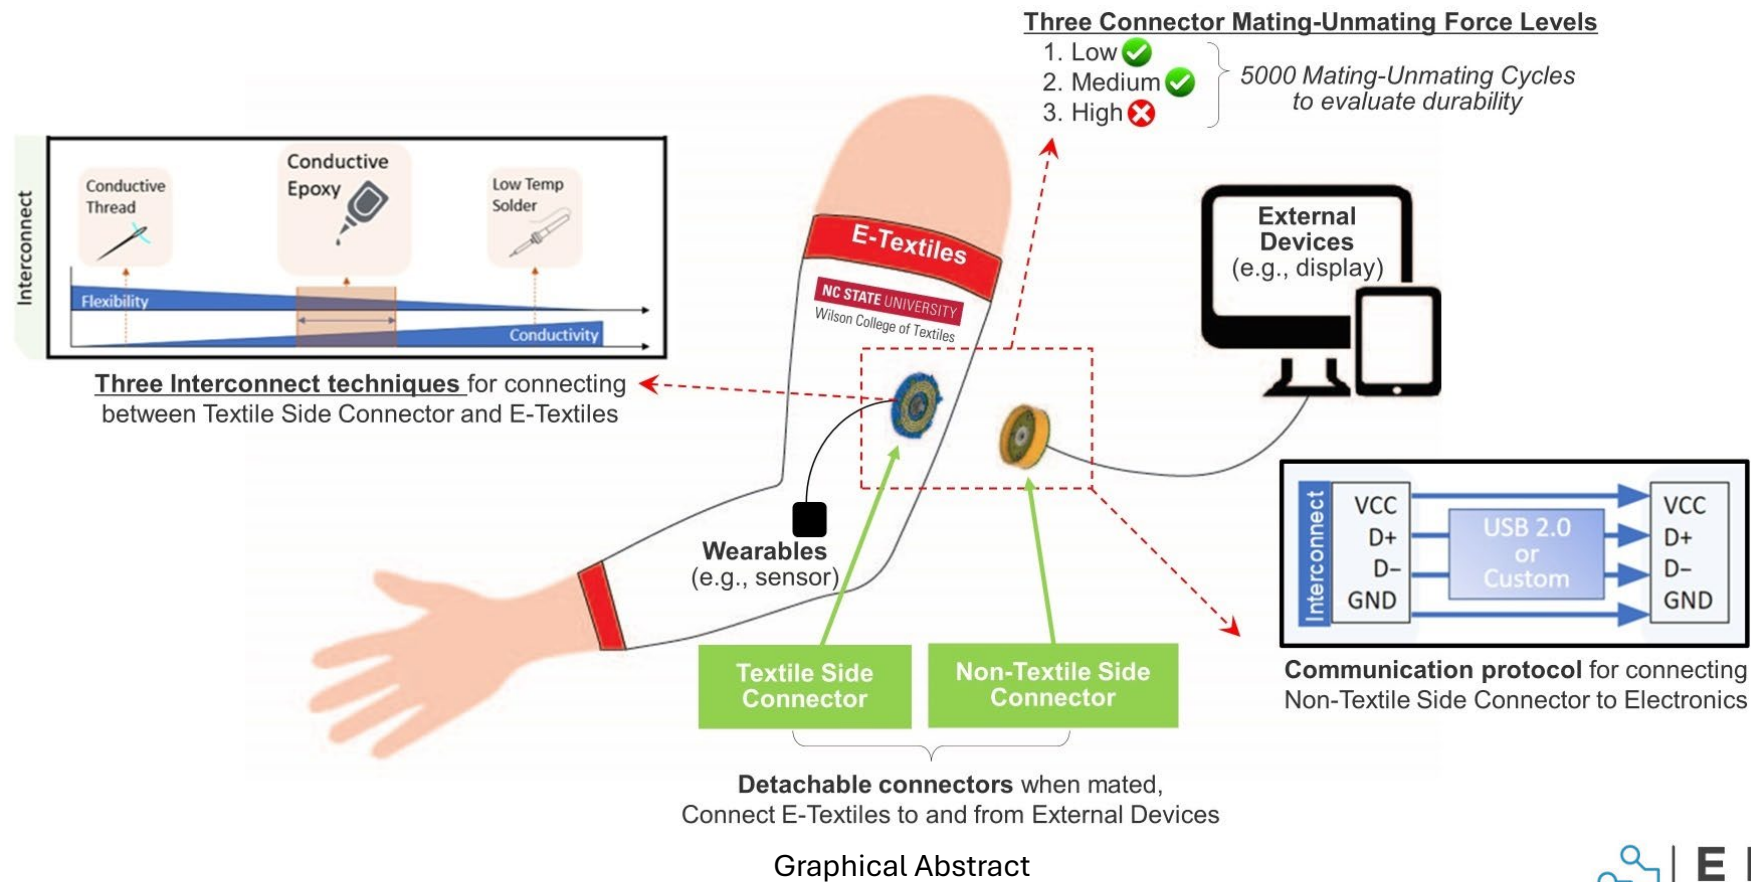 Three Connector Mating-Unmating Force Levels
1. Low
2. Medium
3. High
5000 Mating-Unmating Cycles
to evaluate durability
Interconnect
Conductive
Thread
Conductive
Epoxy
Low Temp
Solder
Flexibility
Conductivity
Three Interconnect techniques for connecting
between Textile Side Connector and E-Textiles
E-Textiles
NC STATE UNIVERSITY
Wilson College of Textiles
External
Devices
(e.g., display)
Wearables
(e.g., sensor)
Interconnect
VCC
D+
D−
GND
USB 2.0
or
Custom
VCC
D+
D−
GND
Communication protocol for connecting
Non-Textile Side Connector to Electronics
Textile Side
Connector
Non-Textile Side
Connector
Detachable connectors when mated,
Connect E-Textiles to and from External Devices
Graphical Abstract
E